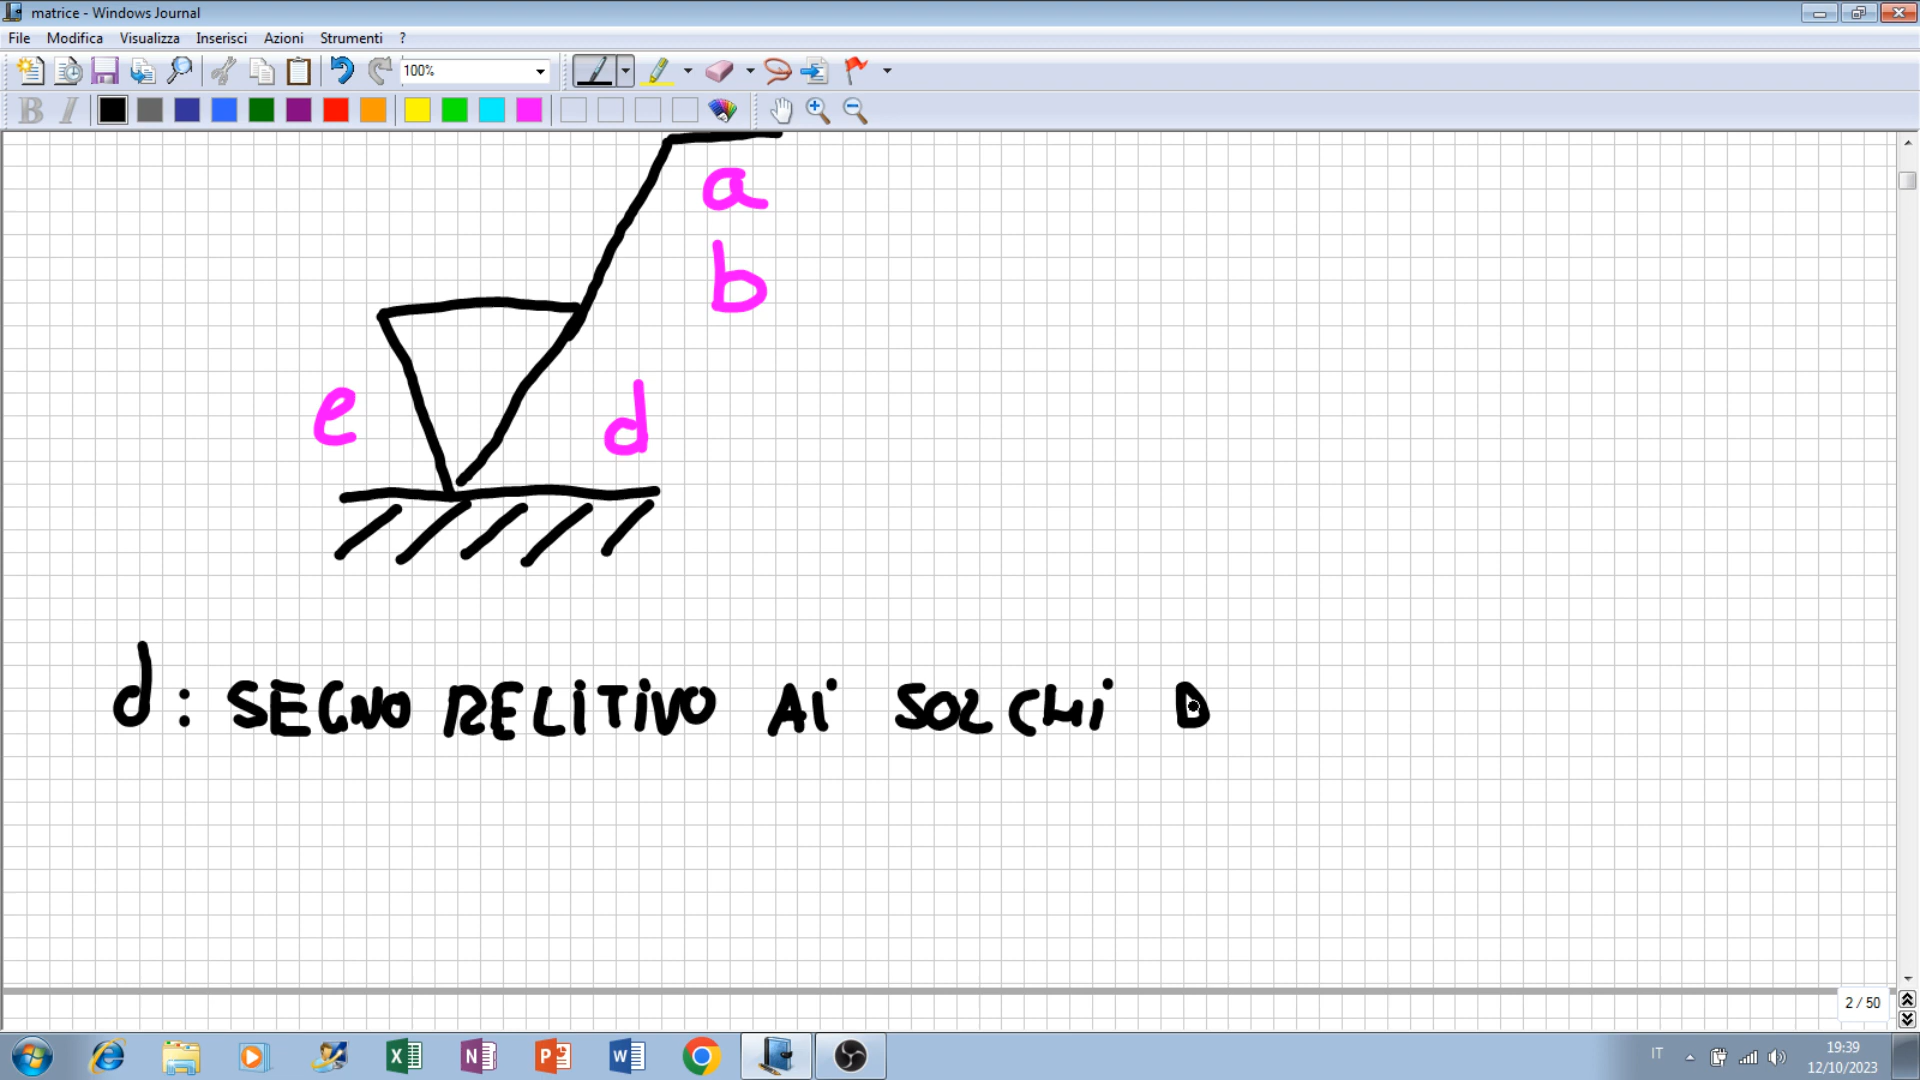 matrice - Windows Journal
File Modifica Visualizza Inserisci Azioni Strumenti ?
100%
B I
a
b
e d
d: SEGNO RELITIVO Ai SOLCHi D
2 / 50
IT 19:39
12/10/2023